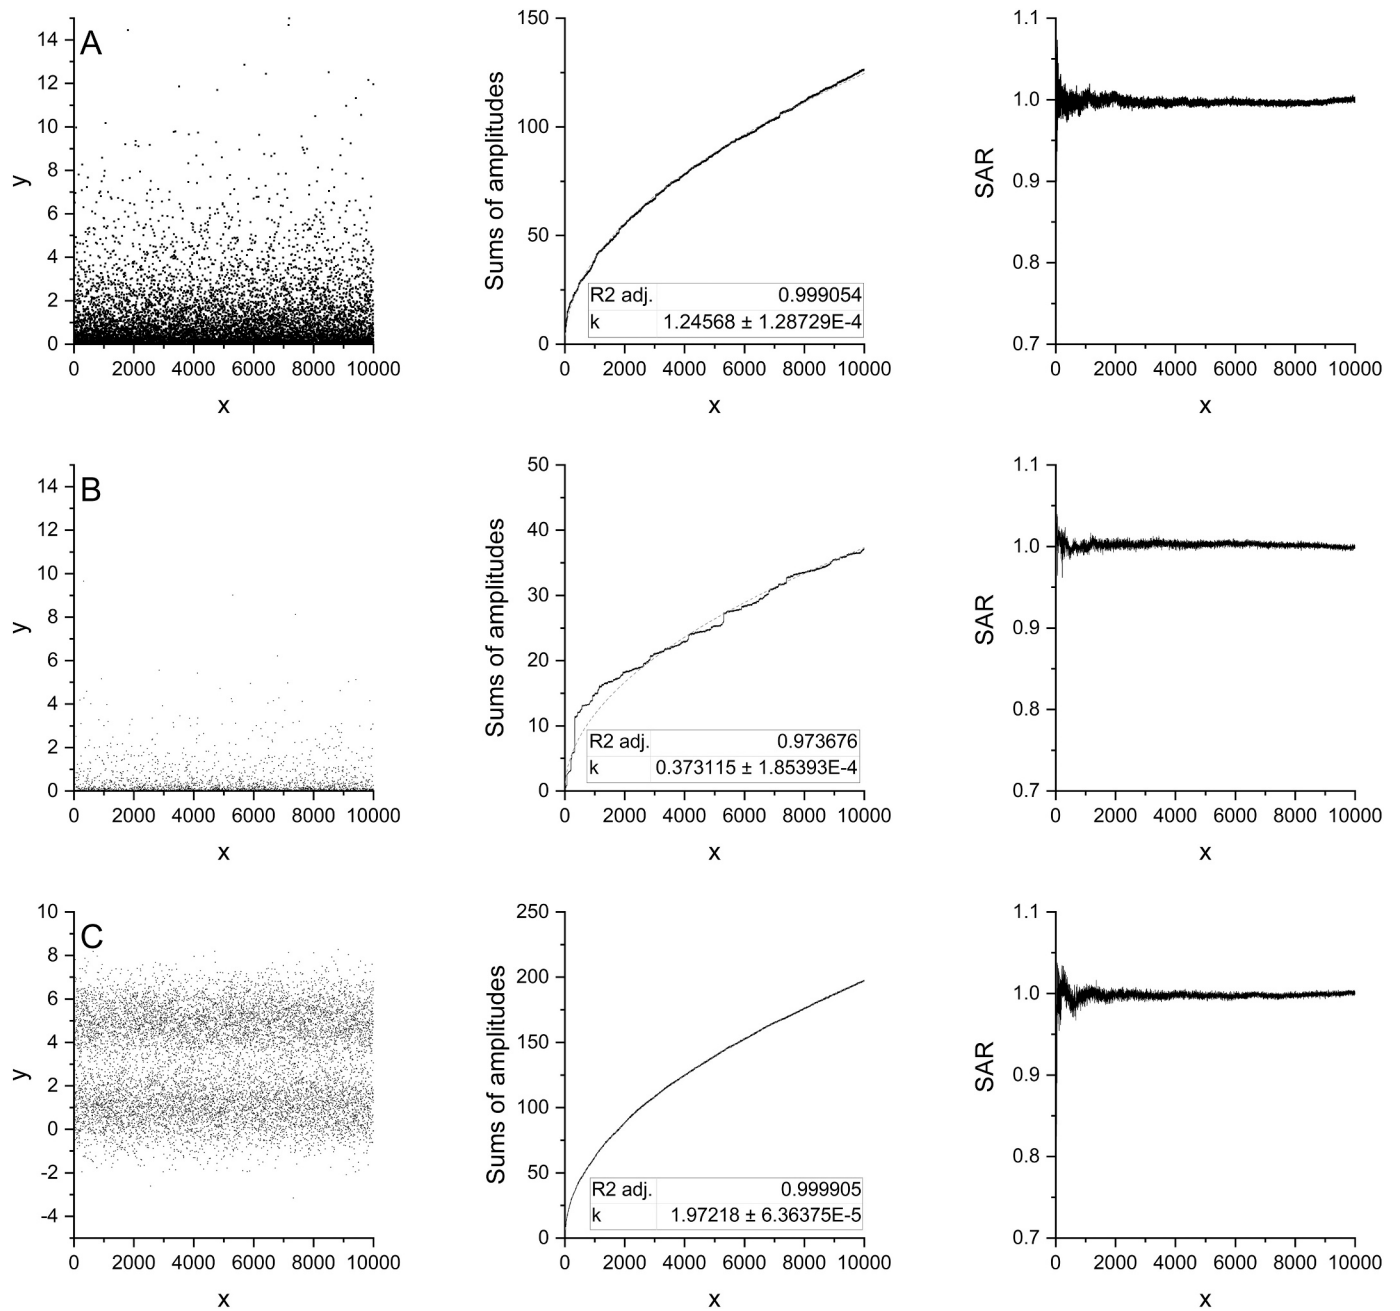 A
14
12
10
8
6
4
2
0
y
0 2000 4000 6000 8000 10000
x
150
100
50
0
Sums of amplitudes
R2 adj. 0.999054
k 1.24568 ± 1.28729E-4
0 2000 4000 6000 8000 10000
x
1.1
1.0
0.9
0.8
0.7
SAR
0 2000 4000 6000 8000 10000
x
B
14
12
10
8
6
4
2
0
y
0 2000 4000 6000 8000 10000
x
50
40
30
20
10
0
Sums of amplitudes
R2 adj. 0.973676
k 0.373115 ± 1.85393E-4
0 2000 4000 6000 8000 10000
x
1.1
1.0
0.9
0.8
0.7
SAR
0 2000 4000 6000 8000 10000
x
C
10
8
6
4
2
0
-2
-4
y
0 2000 4000 6000 8000 10000
x
250
200
150
100
50
0
Sums of amplitudes
R2 adj. 0.999905
k 1.97218 ± 6.36375E-5
0 2000 4000 6000 8000 10000
x
1.1
1.0
0.9
0.8
0.7
SAR
0 2000 4000 6000 8000 10000
x